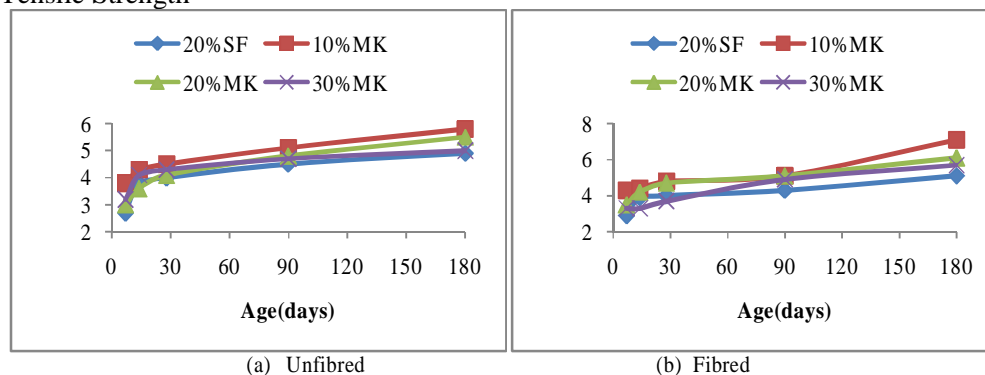 Tensile Strength
20%SF 10%MK
20%MK 30%MK
6
5
4
3
2
0 30 60 90 120 150 180
Age(days)
(a) Unfibred
20%SF 10%MK
20%MK 30%MK
8
6
4
2
0 30 60 90 120 150 180
Age(days)
(b) Fibred